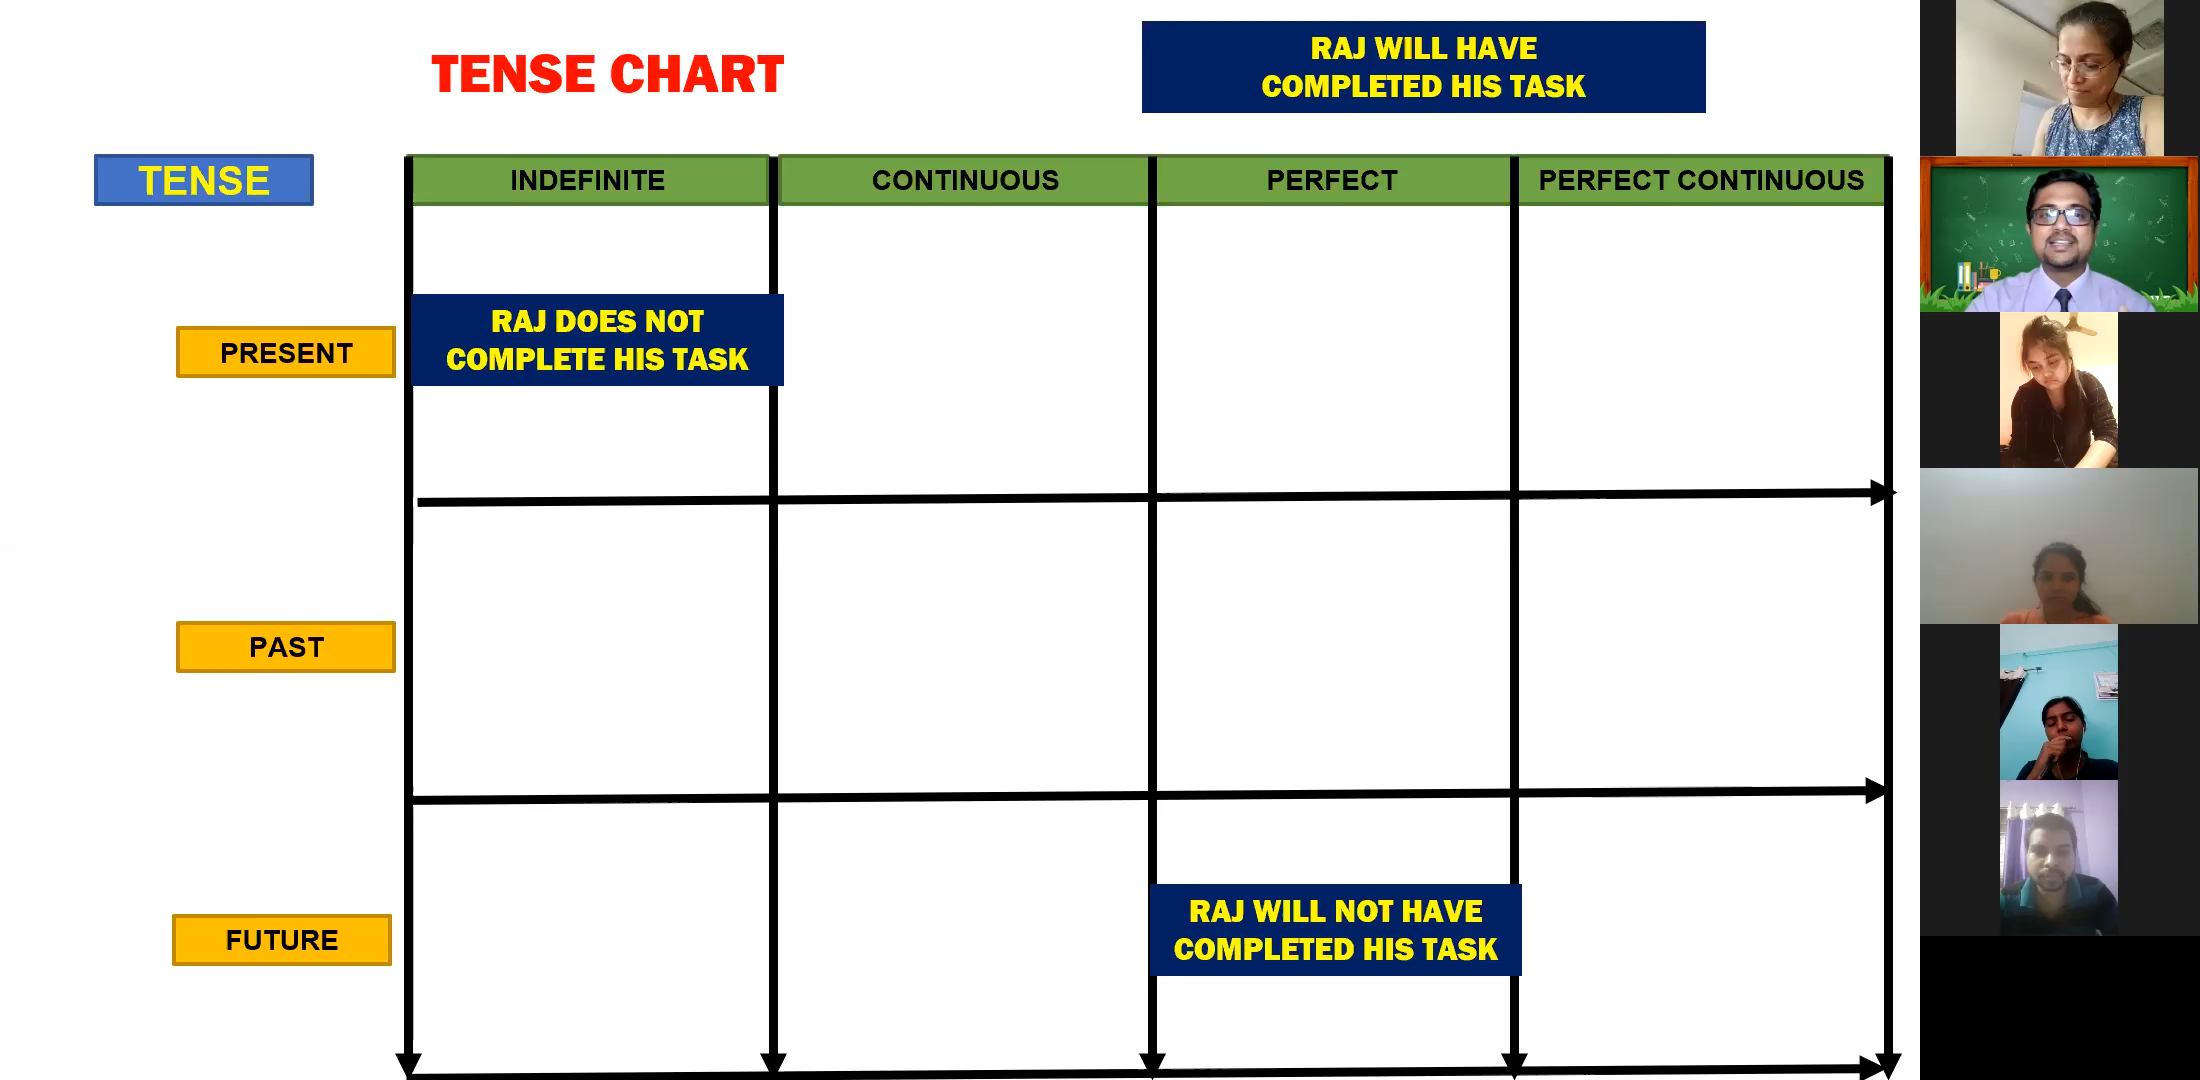 TENSE CHART
RAJ WILL HAVE
COMPLETED HIS TASK
TENSE
INDEFINITE
CONTINUOUS
PERFECT
PERFECT CONTINUOUS
PRESENT
RAJ DOES NOT
COMPLETE HIS TASK
PAST
FUTURE
RAJ WILL NOT HAVE
COMPLETED HIS TASK